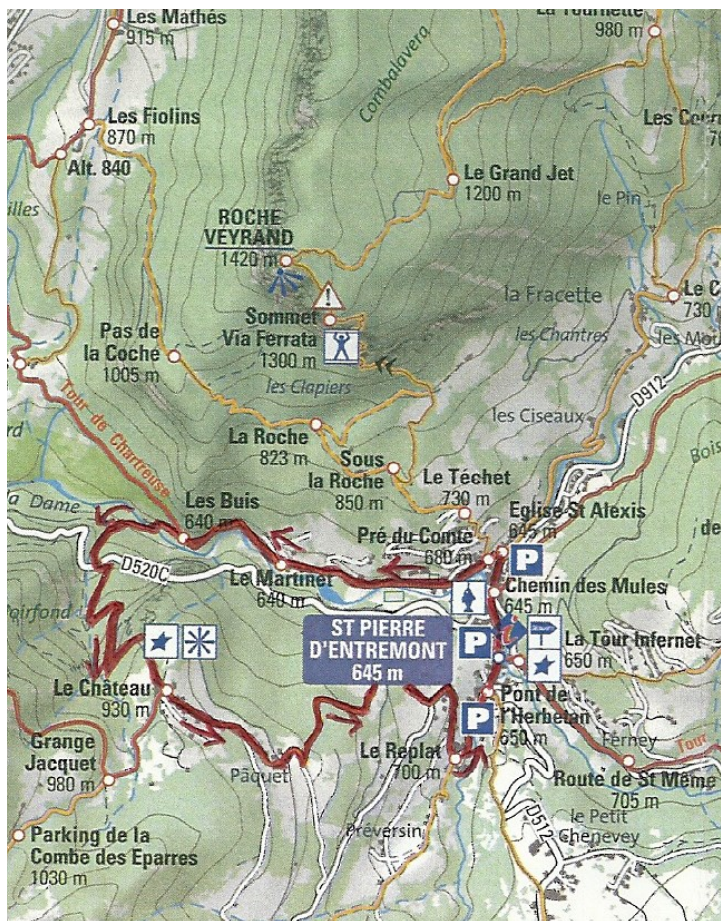 Les Mathés
915 m
La Tournette
980 m
Combalavera
Les Fiolins
870 m
Alt. 840
Le Grand Jet
1200 m
le Pin
ROCHE
VEYRAND
1420 m
la Fracette
Sommet
Via Ferrata
1300 m
les Chantres
730
D912
Pas de
la Coche
1005 m
les Clapiers
les Ciseaux
Tour de Chartreuse
La Roche
823 m
Sous
la Roche
850 m
Le Téchet
730 m
Les Buis
640 m
Eglise St Alexis
645 m
la Dame
D520C
Pré du Comte
680 m
P
Le Martinet
640 m
Chemin des Mules
645 m
ST PIERRE
D'ENTREMONT
645 m
P
La Tour Infernet
650 m
Le Château
930 m
Pont de
l'Herbetan
650 m
P
Grange
Jacquet
980 m
Pâquet
Le Replat
700 m
Ferney
Tour
Route de St Même
705 m
Préversin
D512
le Petit
Chenevey
Parking de la
Combe des Eparres
1030 m